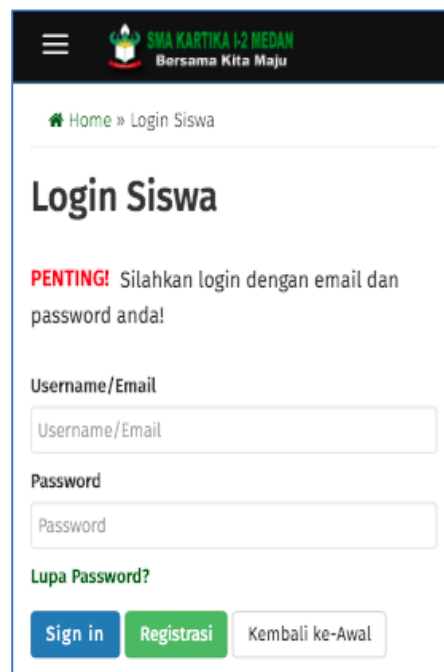 SMA KARTIKA I-2 MEDAN
Bersama Kita Maju
Home » Login Siswa
Login Siswa
PENTING! Silahkan login dengan email dan
password anda!
Username/Email
Username/Email
Password
Password
Lupa Password?
Sign in Registrasi Kembali ke-Awal